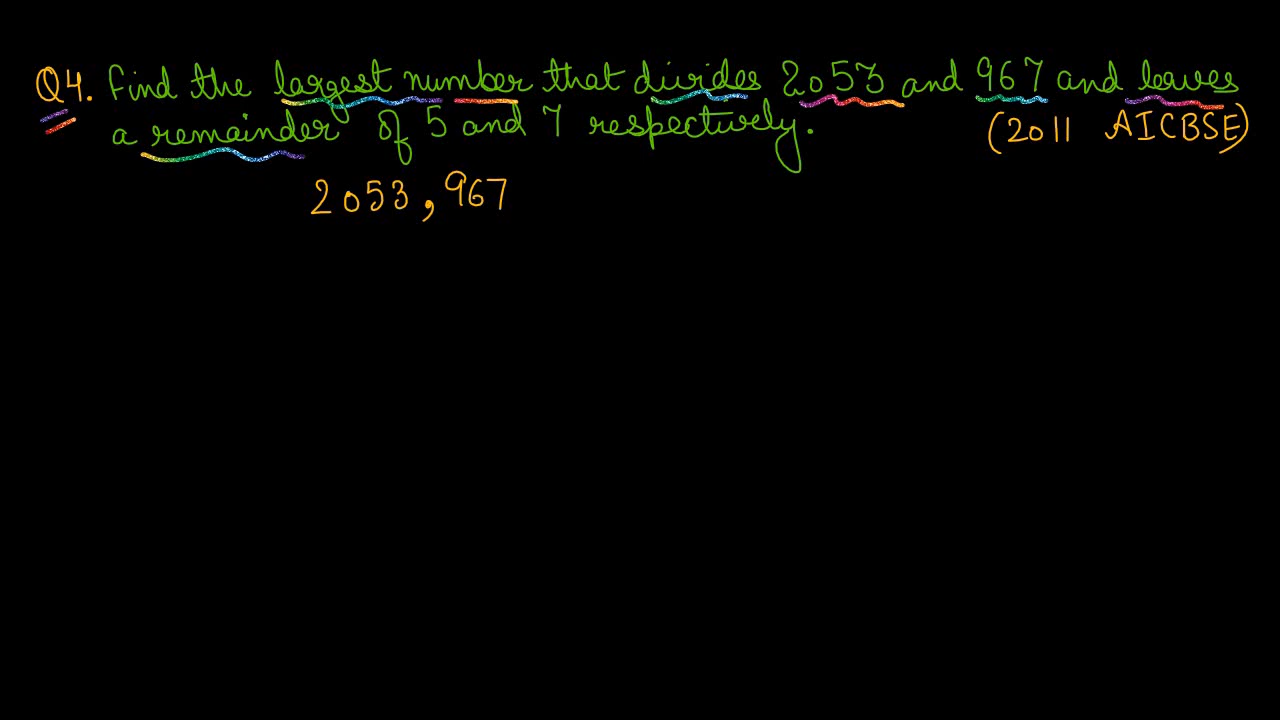 Q4. Find the largest number that divides 2053 and 967 and leaves
a remainder of 5 and 7 respectively.
(2011 AICBSE)
2053, 967